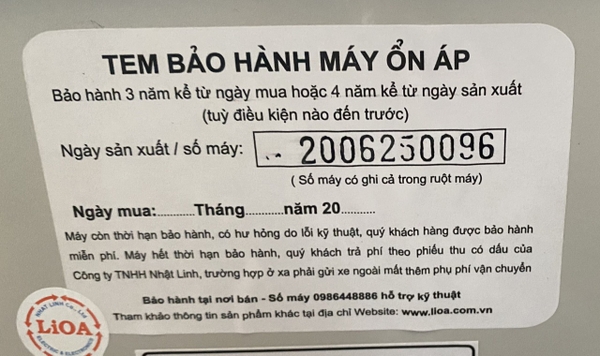 TEM BẢO HÀNH MÁY ỔN ÁP
Bảo hành 3 năm kể từ ngày mua hoặc 4 năm kể từ ngày sản xuất
(tuỳ điều kiện nào đến trước)
Ngày sản xuất / số máy: 2006250096
( Số máy có ghi cả trong ruột máy)
Ngày mua:............Tháng............năm 20...........
Máy còn thời hạn bảo hành, có hư hỏng do lỗi kỹ thuật, quý khách hàng được bảo hành
miễn phí. Máy hết thời hạn bảo hành, quý khách trả phí theo phiếu thu có dấu của
Công ty TNHH Nhật Linh, trường hợp ở xa phải gửi xe ngoài mất thêm phụ phí vận chuyển
Bảo hành tại nơi bán - Số máy 0986448886 hỗ trợ kỹ thuật
Tham khảo thông tin sản phẩm khác tại địa chỉ Website: www.lioa.com.vn
NHAT LINH Co., Ltd
LiOA
ELECTRIC & ELECTRONICS